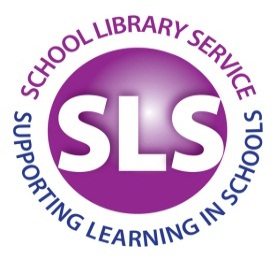 SCHOOL LIBRARY SERVICE
SLS
SUPPORTING LEARNING IN SCHOOLS